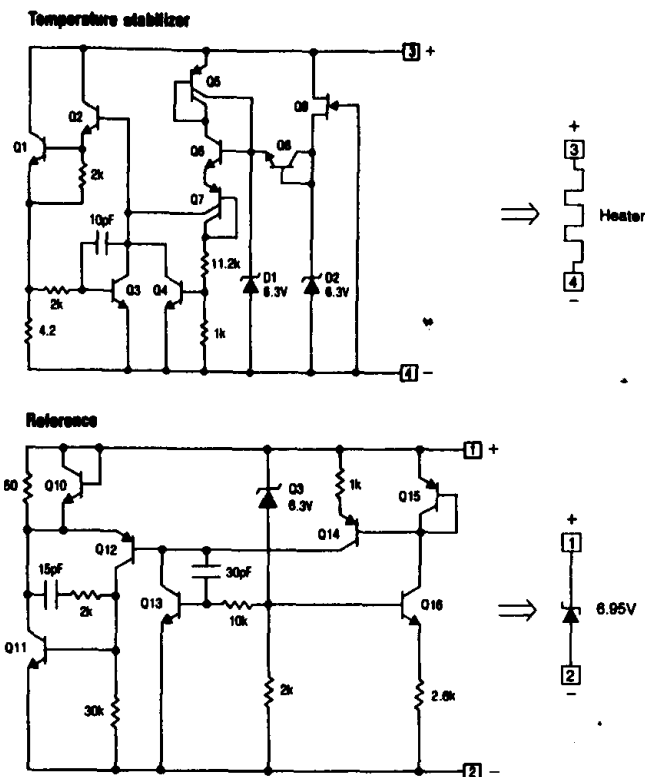 Temperature stabilizer
3 +
Q5
Q9
Q2
Q1
Q6
Q8
+
3
2k
Q7
Heater
10pF
4
−
11.2k
D1
6.3V
D2
6.3V
2k
Q3
Q4
4.2
1k
4 −
Reference
1 +
60
Q10
Q3
6.3V
1k
Q15
Q14
Q12
+
1
15pF
30pF
2k
Q13
Q16
6.95V
10k
Q11
2
−
30k
2k
2.6k
2 −